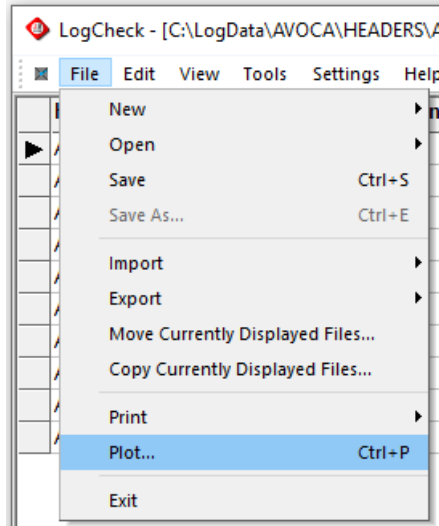 LogCheck - [C:\LogData\AVOCA\HEADERS\A
File Edit View Tools Settings Help
New
Open
Save Ctrl+S
Save As... Ctrl+E
Import
Export
Move Currently Displayed Files...
Copy Currently Displayed Files...
Print
Plot... Ctrl+P
Exit